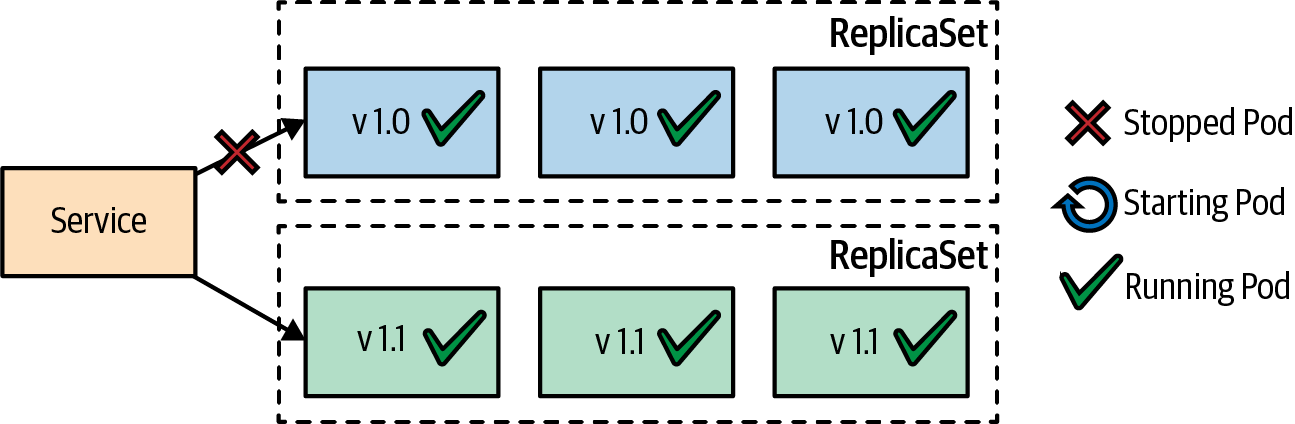 ReplicaSet
v 1.0
v 1.0
v 1.0
Stopped Pod
Service
Starting Pod
ReplicaSet
Running Pod
v 1.1
v 1.1
v 1.1